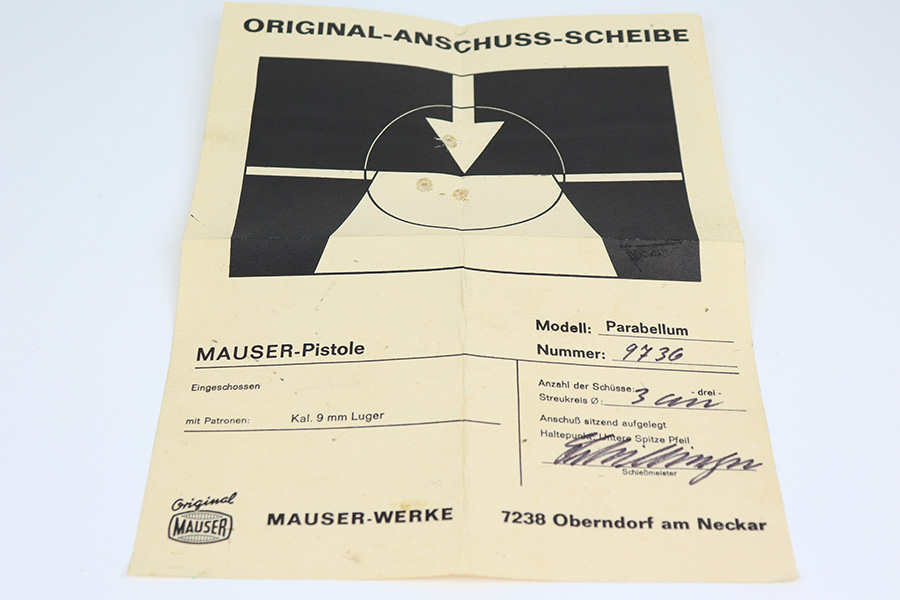 ORIGINAL-ANSCHUSS-SCHEIBE
MAUSER-Pistole
Eingeschossen
mit Patronen: Kal. 9 mm Luger
Modell: Parabellum
Nummer: 9736
Anzahl der Schüsse: - drei -
Streukreis Ø: 3 cm
Anschuß sitzend aufgelegt
Haltepunkt: Untere Spitze Pfeil
Schießmeister
Original
MAUSER
MAUSER-WERKE 7238 Oberndorf am Neckar